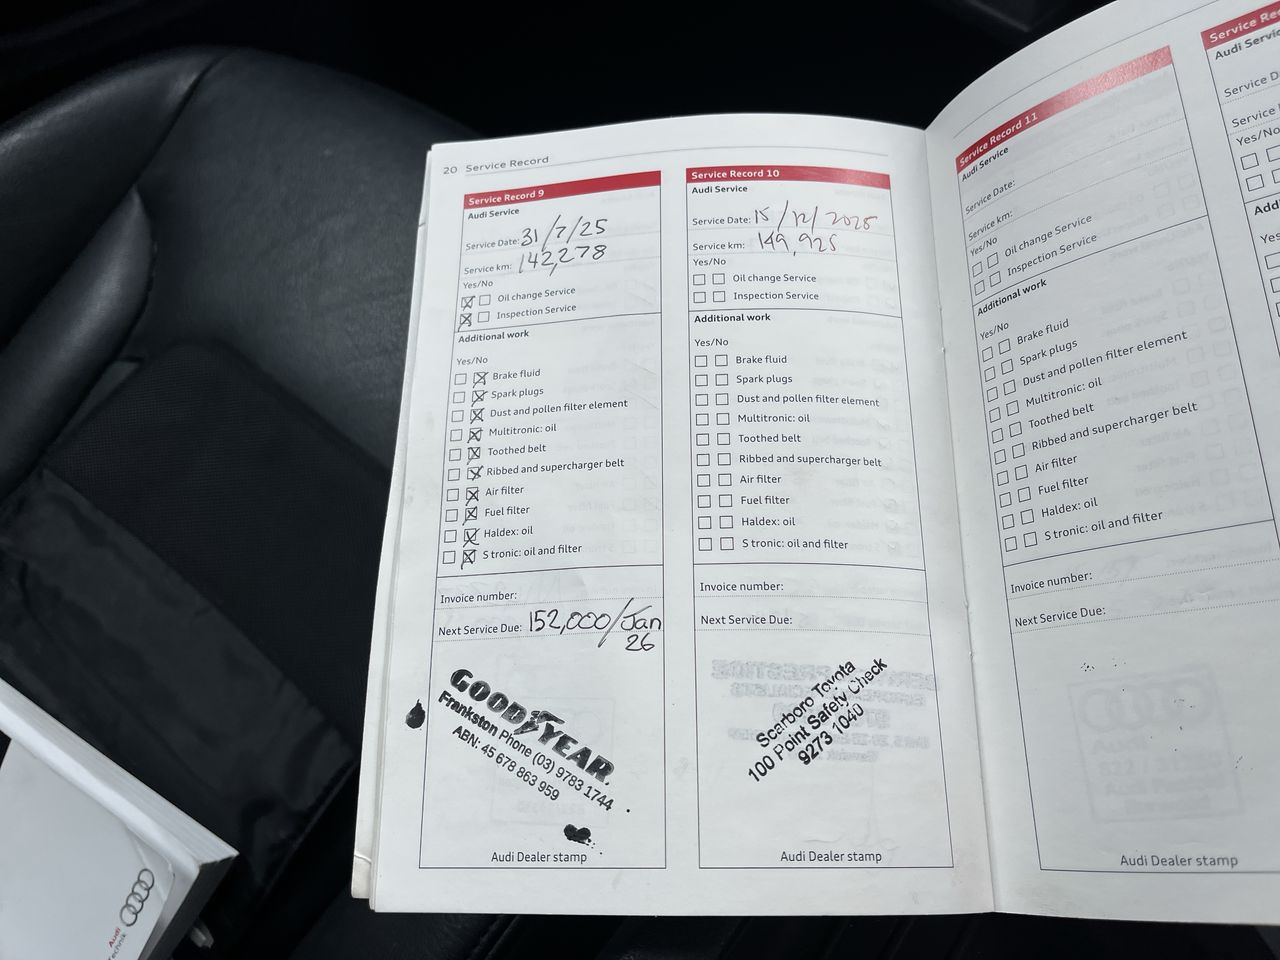 20 Service Record
Service Record 9
Audi Service
Service Date: 31/7/25
Service km: 142,278
Yes/No
Oil change Service
Inspection Service
Additional work
Yes/No
Brake fluid
Spark plugs
Dust and pollen filter element
Multitronic: oil
Toothed belt
Ribbed and supercharger belt
Air filter
Fuel filter
Haldex: oil
S tronic: oil and filter
Invoice number:
Next Service Due: 152,000/Jan
26
GOODYEAR
Frankston Phone (03) 9783 1744
ABN: 45 678 863 959
Audi Dealer stamp
Service Record 10
Audi Service
Service Date: 15/12/2025
Service km: 149,925
Yes/No
Oil change Service
Inspection Service
Additional work
Yes/No
Brake fluid
Spark plugs
Dust and pollen filter element
Multitronic: oil
Toothed belt
Ribbed and supercharger belt
Air filter
Fuel filter
Haldex: oil
S tronic: oil and filter
Invoice number:
Next Service Due:
Scarboro Toyota
100 Point Safety Check
9273 1040
Audi Dealer stamp
Service Record 11
Audi Service
Service Date:
Service km:
Yes/No
Oil change Service
Inspection Service
Additional work
Yes/No
Brake fluid
Spark plugs
Dust and pollen filter element
Multitronic: oil
Toothed belt
Ribbed and supercharger belt
Air filter
Fuel filter
Haldex: oil
S tronic: oil and filter
Invoice number:
Next Service Due:
Audi Dealer stamp
Service
Audi
Service
Service
Yes/No
Audi